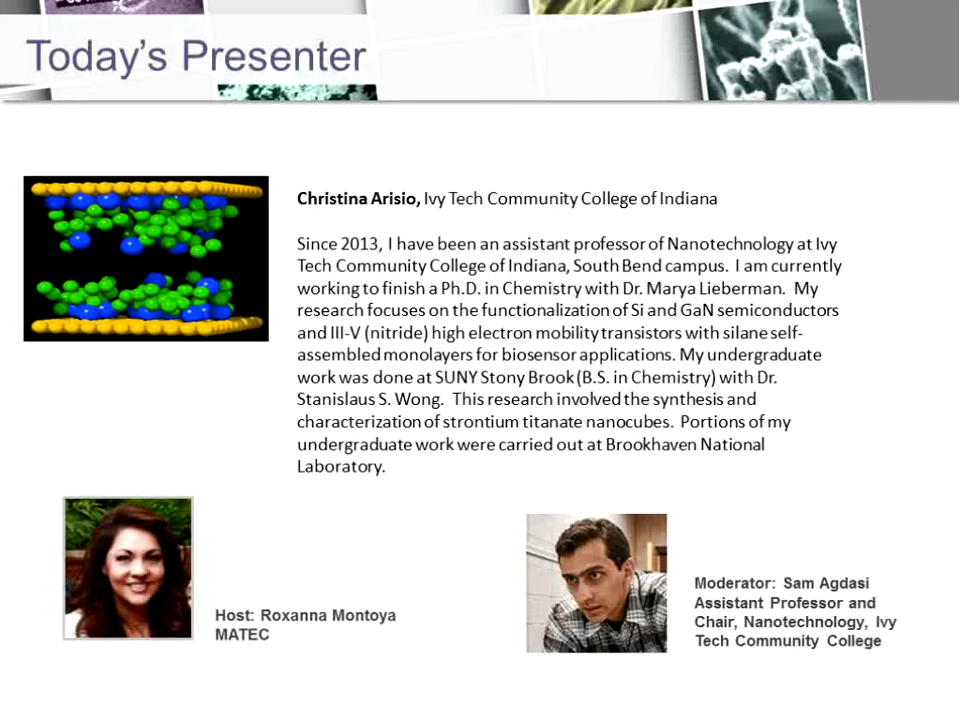 Today's Presenter
Christina Arisio, Ivy Tech Community College of Indiana
Since 2013, I have been an assistant professor of Nanotechnology at Ivy
Tech Community College of Indiana, South Bend campus.  I am currently
working to finish a Ph.D. in Chemistry with Dr. Marya Lieberman.  My
research focuses on the functionalization of Si and GaN semiconductors
and III-V (nitride) high electron mobility transistors with silane self-
assembled monolayers for biosensor applications. My undergraduate
work was done at SUNY Stony Brook (B.S. in Chemistry) with Dr.
Stanislaus S. Wong.  This research involved the synthesis and
characterization of strontium titanate nanocubes.  Portions of my
undergraduate work were carried out at Brookhaven National
Laboratory.
Host: Roxanna Montoya
MATEC
Moderator: Sam Agdasi
Assistant Professor and
Chair, Nanotechnology, Ivy
Tech Community College